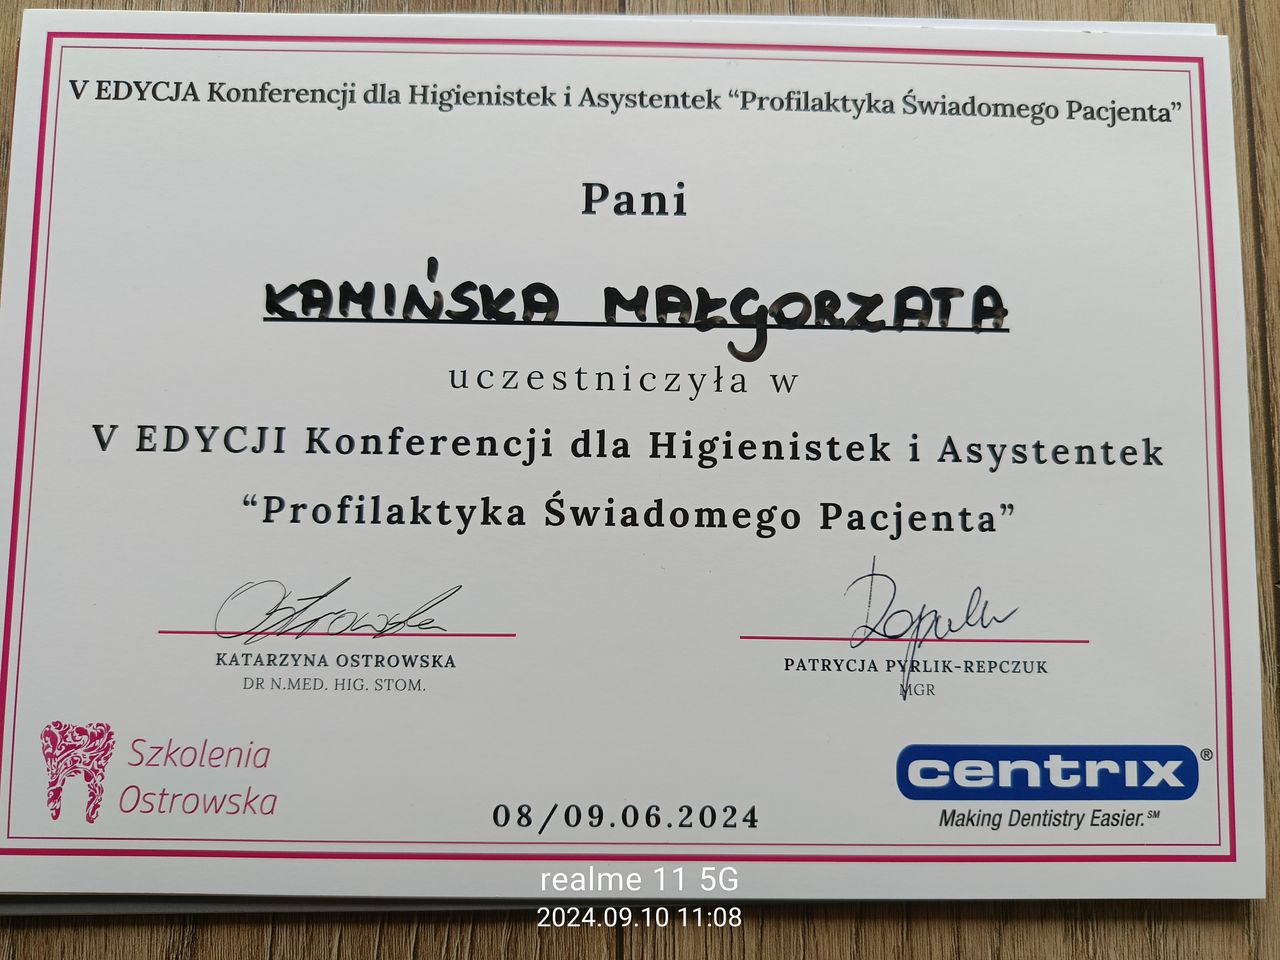 V EDYCJA Konferencji dla Higienistek i Asystentek “Profilaktyka Świadomego Pacjenta”
Pani
KAMIŃSKA MAŁGORZATA
uczestniczyła w
V EDYCJI Konferencji dla Higienistek i Asystentek
“Profilaktyka Świadomego Pacjenta”
Ostrowska
KATARZYNA OSTROWSKA
DR N.MED. HIG. STOM.
PATRYCJA PYRLIK-REPCZUK
MGR
Szkolenia
Ostrowska
08/09.06.2024
centrix®
Making Dentistry Easier.℠
realme 11 5G
2024.09.10 11:08